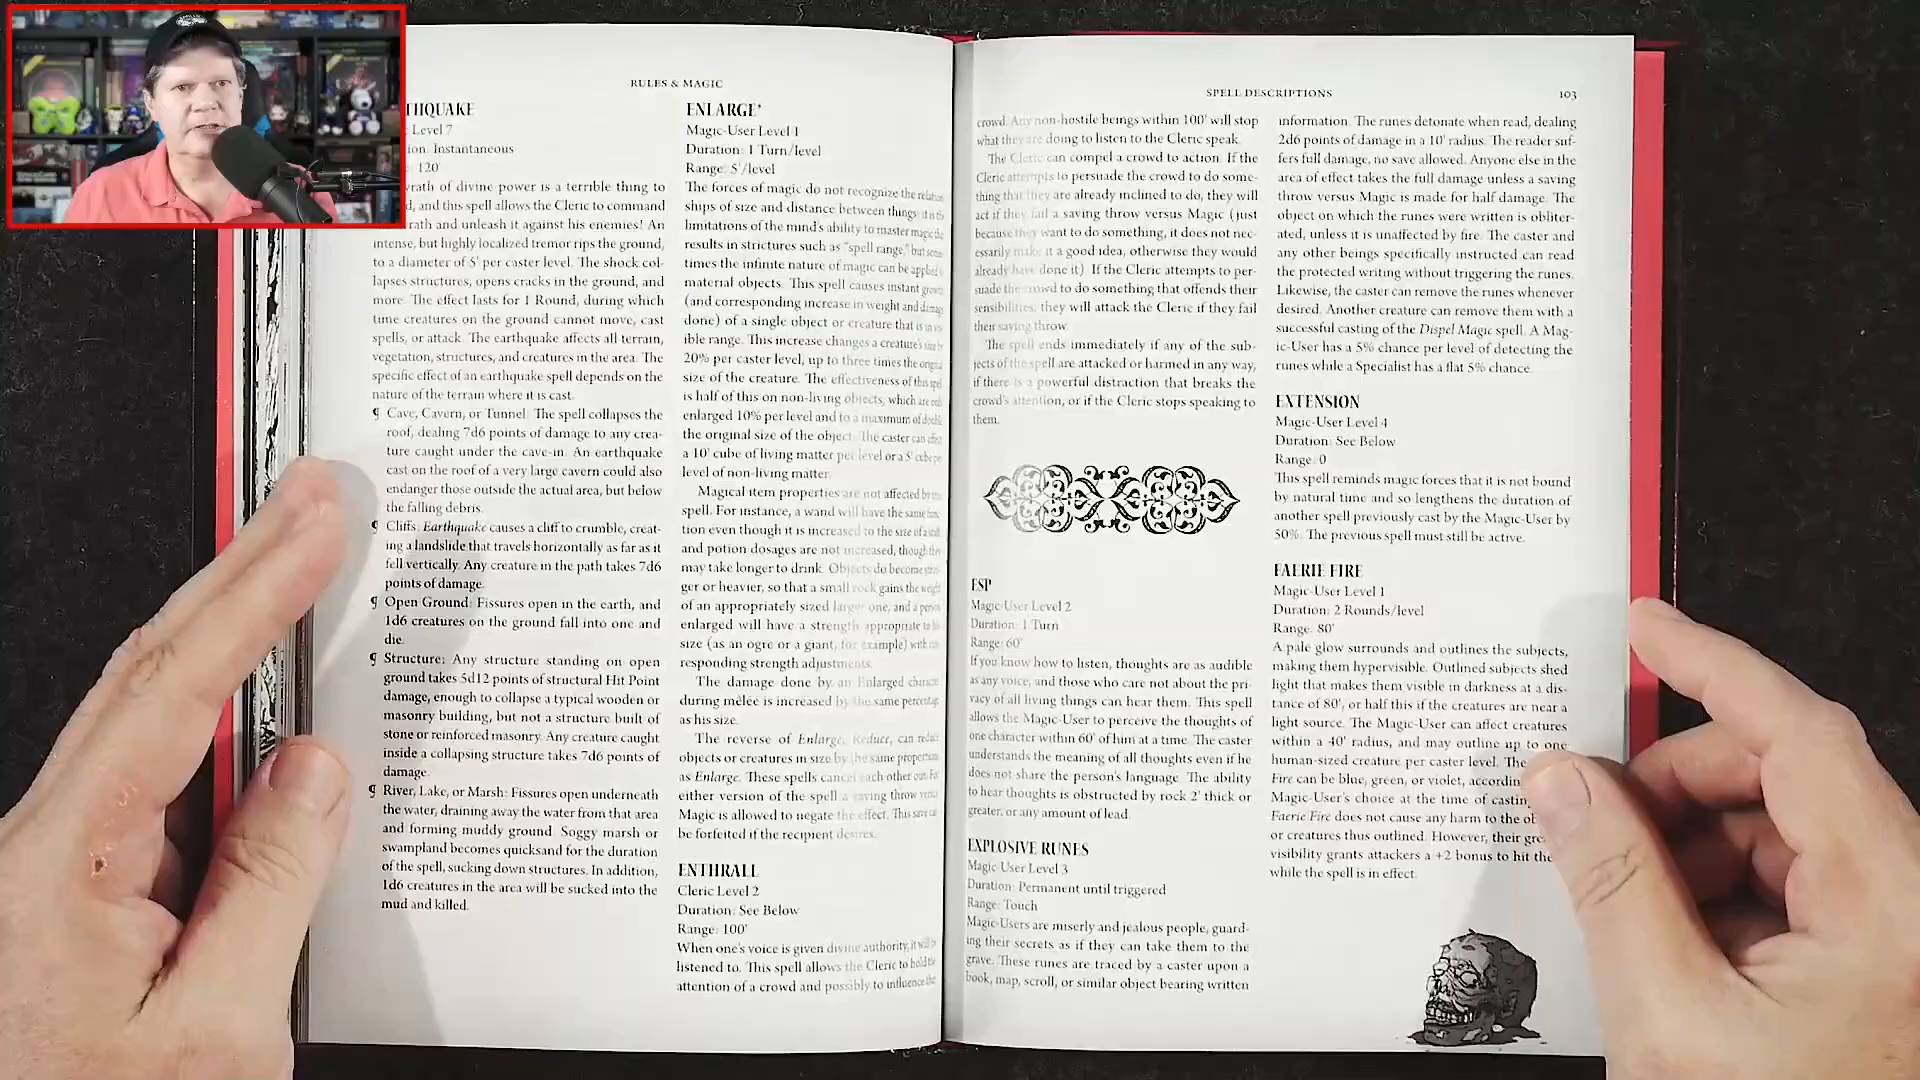 RULES & MAGIC
THQUAKE
Level 7
ion: Instantaneous
120
wrath of divine power is a terrible thing to
and this spell allows the Cleric to command
rath and unleash it against his enemies! An
intense, but highly localized tremor rips the ground,
to a diameter of 5' per caster level. The shock col-
lapses structures, opens cracks in the ground, and
more. The effect lasts for 1 Round, during which
time creatures on the ground cannot move, cast
spells, or attack. The earthquake affects all terrain,
vegetation, structures, and creatures in the area. The
specific effect of an earthquake spell depends on the
nature of the terrain where it is cast.
¶ Cave, Cavern, or Tunnel: The spell collapses the
roof, dealing 7d6 points of damage to any crea-
ture caught under the cave-in. An earthquake
cast on the roof of a very large cavern could also
endanger those outside the actual area, but below
the falling debris.
¶ Cliffs: Earthquake causes a cliff to crumble, creat-
ing a landslide that travels horizontally as far as it
fell vertically. Any creature in the path takes 7d6
points of damage.
¶ Open Ground: Fissures open in the earth, and
1d6 creatures on the ground fall into one and
die.
¶ Structure: Any structure standing on open
ground takes 5d12 points of structural Hit Point
damage, enough to collapse a typical wooden or
masonry building, but not a structure built of
stone or reinforced masonry. Any creature caught
inside a collapsing structure takes 7d6 points of
damage.
¶ River, Lake, or Marsh: Fissures open underneath
the water, draining away the water from that area
and forming muddy ground. Soggy marsh or
swampland becomes quicksand for the duration
of the spell, sucking down structures. In addition,
1d6 creatures in the area will be sucked into the
mud and killed.
ENLARGE*
Magic-User Level 1
Duration: 1 Turn/level
Range: 5'/level
The forces of magic do not recognize the relation
ships of size and distance between things; it is the
limitations of the mind's ability to master magic the
results in strictures such as "spell range," but some
times the infinite nature of magic can be applied
material objects. This spell causes instant growth
(and corresponding increase in weight and damage
done) of a single object or creature that is in vis
ible range. This increase changes a creature's size by
20% per caster level, up to three times the original
size of the creature. The effectiveness of this spell
is half of this on non-living objects, which are only
enlarged 10% per level and to a maximum of double
the original size of the object. The caster can affect
a 10' cube of living matter per level or a 5' cube per
level of non-living matter.
Magical item properties are not affected by this
spell. For instance, a wand will have the same func
tion even though it is increased to the size of a staff
and potion dosages are not increased, though they
may take longer to drink. Objects do become
ger or heavier, so that a small rock gains the weight
of an appropriately sized larger one, and a person
enlarged will have a strength appropriate to his
size (as an ogre or a giant, for example) with
responding strength adjustments.
The damage done by an Enlarged character
during mêlée is increased by the same percentage
as his size.
The reverse of Enlarge, Reduce, can reduce
objects or creatures in size by the same proportion
as Enlarge. These spells cancel each other out. For
either version of the spell a saving throw versus
Magic is allowed to negate the effect. This save can
be forfeited if the recipient desires.
ENTHRALL
Cleric Level 2
Duration: See Below
Range: 100'
When one's voice is given divine authority, it will be
listened to. This spell allows the Cleric to hold the
attention of a crowd and possibly to influence the
SPELL DESCRIPTIONS
103
crowd. Any non-hostile beings within 100' will stop
what they are doing to listen to the Cleric speak.
The Cleric can compel a crowd to action. If the
Cleric attempts to persuade the crowd to do some-
thing that they are already inclined to do, they will
act if they fail a saving throw versus Magic (just
because they want to do something, it does not nec-
essarily make it a good idea, otherwise they would
already have done it). If the Cleric attempts to per-
suade the crowd to do something that offends their
sensibilities, they will attack the Cleric if they fail
their saving throw.
The spell ends immediately if any of the sub-
jects of the spell are attacked or harmed in any way,
if there is a powerful distraction that breaks the
crowd's attention, or if the Cleric stops speaking to
them.
ESP
Magic-User Level 2
Duration: 1 Turn
Range: 60'
If you know how to listen, thoughts are as audible
as any voice, and those who care not about the pri-
vacy of all living things can hear them. This spell
allows the Magic-User to perceive the thoughts of
one character within 60' of him at a time. The caster
understands the meaning of all thoughts even if he
does not share the person's language. The ability
to hear thoughts is obstructed by rock 2' thick or
greater, or any amount of lead.
EXPLOSIVE RUNES
Magic-User Level 3
Duration: Permanent until triggered
Range: Touch
Magic-Users are miserly and jealous people, guard-
ing their secrets as if they can take them to the
grave. These runes are traced by a caster upon a
book, map, scroll, or similar object bearing written
information. The runes detonate when read, dealing
2d6 points of damage in a 10' radius. The reader suf-
fers full damage, no save allowed. Anyone else in the
area of effect takes the full damage unless a saving
throw versus Magic is made for half damage. The
object on which the runes were written is obliter-
ated, unless it is unaffected by fire. The caster and
any other beings specifically instructed can read
the protected writing without triggering the runes.
Likewise, the caster can remove the runes whenever
desired. Another creature can remove them with a
successful casting of the Dispel Magic spell. A Mag-
ic-User has a 5% chance per level of detecting the
runes while a Specialist has a flat 5% chance.
EXTENSION
Magic-User Level 4
Duration: See Below
Range: 0
This spell reminds magic forces that it is not bound
by natural time and so lengthens the duration of
another spell previously cast by the Magic-User by
50%. The previous spell must still be active.
FAERIE FIRE
Magic-User Level 1
Duration: 2 Rounds/level
Range: 80'
A pale glow surrounds and outlines the subjects,
making them hypervisible. Outlined subjects shed
light that makes them visible in darkness at a dis-
tance of 80', or half this if the creatures are near a
light source. The Magic-User can affect creatures
within a 40' radius, and may outline up to one
human-sized creature per caster level. The
Fire can be blue, green, or violet, accordin
Magic-User's choice at the time of casting
Faerie Fire does not cause any harm to the ob
or creatures thus outlined. However, their gre
visibility grants attackers a +2 bonus to hit the
while the spell is in effect.